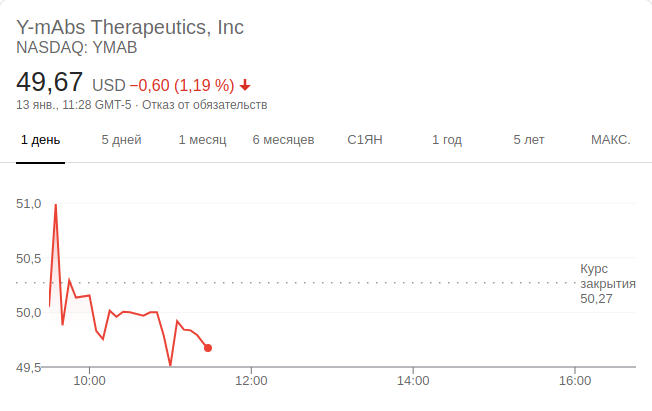 Y-mAbs Therapeutics, Inc
NASDAQ: YMAB
49,67 USD −0,60 (1,19 %)
13 янв., 11:28 GMT-5 · Отказ от обязательств
1 день 5 дней 1 месяц 6 месяцев С1ЯН 1 год 5 лет МАКС.
51,0
50,5
Курс
закрытия
50,27
50,0
49,5
10:00 12:00 14:00 16:00